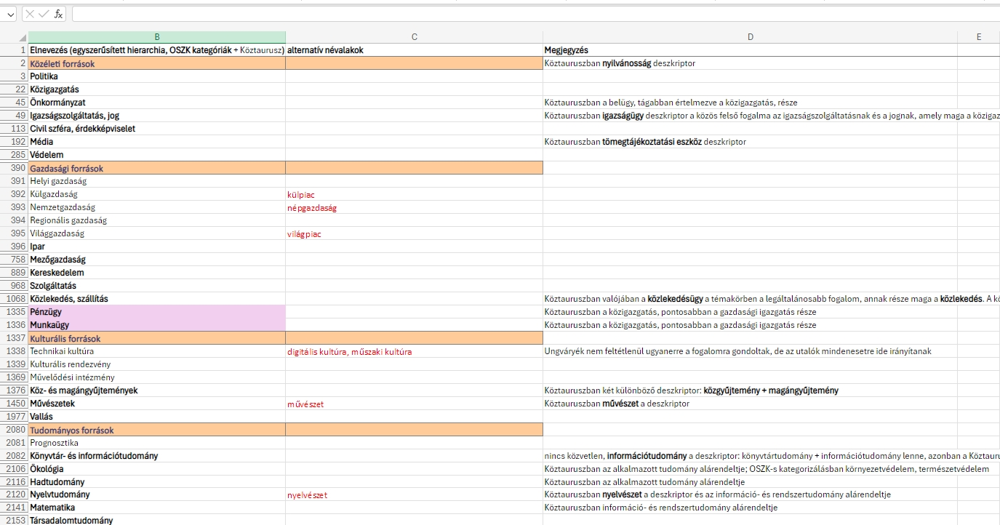 fx
B C D E
1 Elnevezés (egyszerűsített hierarchia, OSZK kategóriák + Köztaurusz) alternatív névalakok Megjegyzés
2 Közéleti források Köztauruszban nyilvánosság deszkriptor
3 Politika
22 Közigazgatás
45 Önkormányzat Köztauruszban a belügy, tágabban értelmezve a közigazgatás, része
49 Igazságszolgáltatás, jog Köztauruszban igazságügy deszkriptor a közös felső fogalma az igazságszolgáltatásnak és a jognak, amely maga a közigaz
113 Civil szféra, érdekképviselet
192 Média Köztauruszban tömegtájékoztatási eszköz deszkriptor
285 Védelem
390 Gazdasági források
391 Helyi gazdaság
392 Külgazdaság külpiac
393 Nemzetgazdaság népgazdaság
394 Regionális gazdaság
395 Világgazdaság világpiac
396 Ipar
758 Mezőgazdaság
889 Kereskedelem
968 Szolgáltatás
1068 Közlekedés, szállítás Köztauruszban valójában a közlekedésügy a témakörben a legáltalánosabb fogalom, annak része maga a közlekedés. A kö
1335 Pénzügy Köztauruszban a közigazgatás, pontosabban a gazdasági igazgatás része
1336 Munkaügy Köztauruszban a közigazgatás, pontosabban a gazdasági igazgatás része
1337 Kulturális források
1338 Technikai kultúra digitális kultúra, műszaki kultúra Ungváryék nem feltétlenül ugyanerre a fogalomra gondoltak, de az utalók mindenesetre ide irányítanak
1339 Kulturális rendezvény
1369 Művelődési intézmény
1376 Köz- és magángyűjtemények Köztauruszban két különböző deszkriptor: közgyűjtemény + magángyűjtemény
1450 Művészetek művészet Köztauruszban művészet a deszkriptor
1977 Vallás
2080 Tudományos források
2081 Prognosztika
2082 Könyvtár- és információtudomány nincs közvetlen, információtudomány a deszkriptor: könyvtártudomány + információtudomány lenne, azonban a Köztauru
2106 Ökológia Köztauruszban az alkalmazott tudomány alárendeltje; OSZK-s kategorizálásban környezetvédelem, természetvédelem
2116 Hadtudomány Köztauruszban az alkalmazott tudomány alárendeltje
2120 Nyelvtudomány nyelvészet Köztauruszban nyelvészet a deszkriptor és az információ- és rendszertudomány alárendeltje
2141 Matematika Köztauruszban információ- és rendszertudomány alárendeltje
2153 Társadalomtudomány